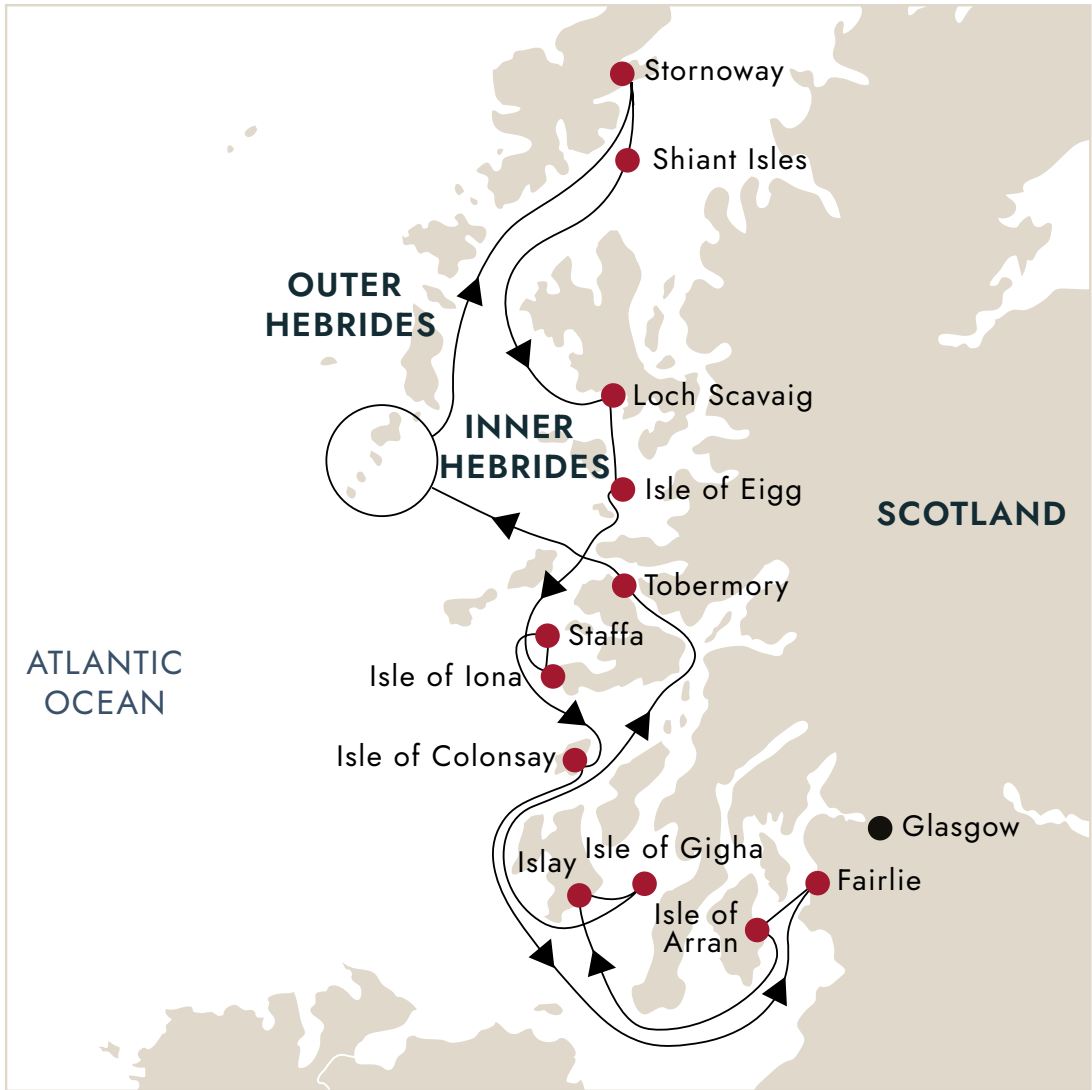 Stornoway
Shiant Isles
OUTER
HEBRIDES
Loch Scavaig
INNER
HEBRIDES
Isle of Eigg
SCOTLAND
Tobermory
Staffa
ATLANTIC
OCEAN
Isle of Iona
Isle of Colonsay
Glasgow
Isle of Gigha
Islay
Fairlie
Isle of
Arran